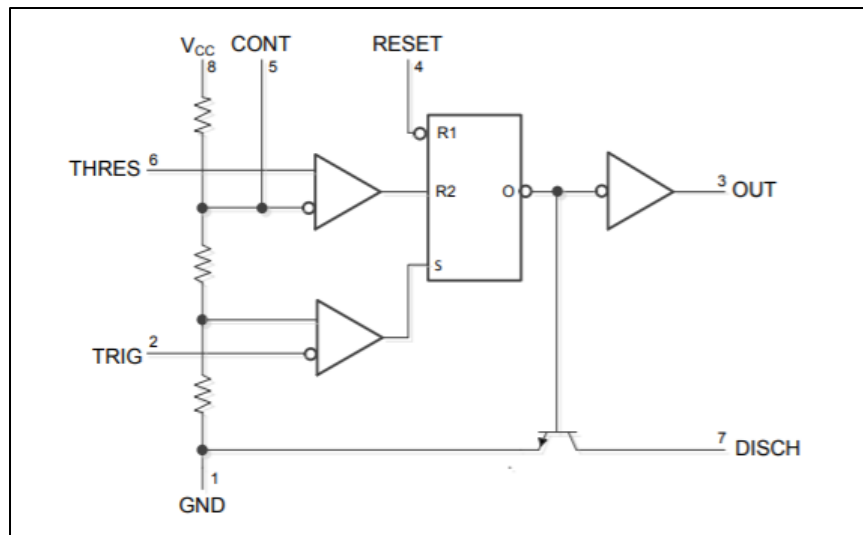 VCC CONT RESET
8 5 4
R1
THRES 6
R2 O 3 OUT
S
TRIG 2
7 DISCH
1
GND